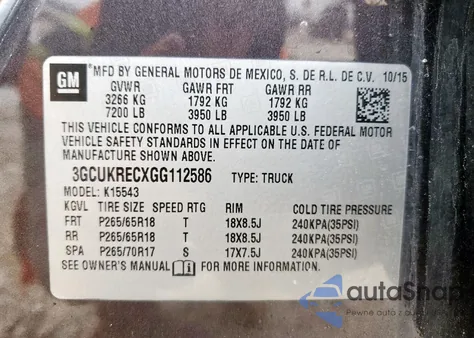 GM MFD BY GENERAL MOTORS DE MEXICO, S. DE R.L. DE C.V. 10/15
GVWR GAWR FRT GAWR RR
3266 KG 1792 KG 1792 KG
7200 LB 3950 LB 3950 LB
THIS VEHICLE CONFORMS TO ALL APPLICABLE U.S. FEDERAL MOTOR
VEHICLE SAFETY STANDARDS IN EFFECT ON THE DATE OF
MANUFACTURE SHOWN ABOVE.
3GCUKRECXGG112586 TYPE: TRUCK
MODEL: K15543
KGVL TIRE SIZE SPEED RTG RIM COLD TIRE PRESSURE
FRT P265/65R18 T 18X8.5J 240KPA(35PSI)
RR P265/65R18 T 18X8.5J 240KPA(35PSI)
SPA P265/70R17 S 17X7.5J 240KPA(35PSI)
SEE OWNER'S MANUAL FOR MORE INFORMATION.
autoSnap
Pewne auta z
www.autosnap